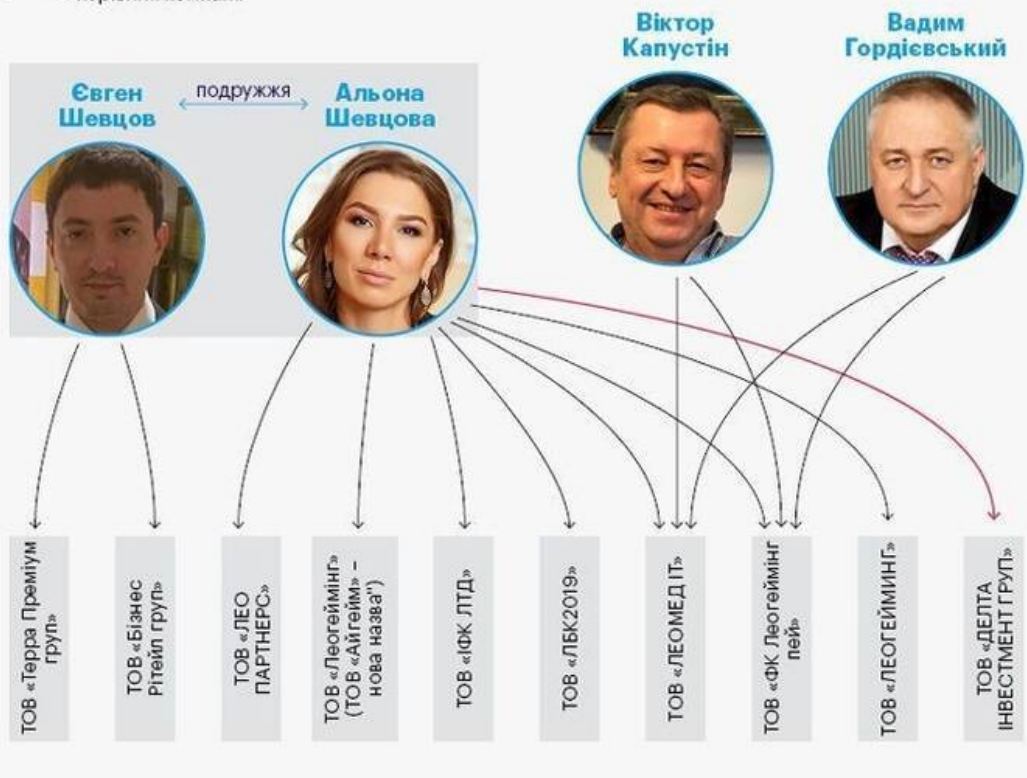 Віктор
Капустін
Вадим
Гордієвський
Євген
Шевцов
подружжя
Альона
Шевцова
ТОВ «Терра Преміум
груп»
ТОВ «Бізнес
Рітейл груп»
ТОВ «ЛЕО
ПАРТНЕРС»
ТОВ «Леогеймінг»
(ТОВ «Айгейм» –
нова назва")
ТОВ «ІФК ЛТД»
ТОВ «ЛБК2019»
ТОВ «ЛЕОМЕД ІТ»
ТОВ «ФК Леогеймінг
пей»
ТОВ «ЛЕОГЕЙМИНГ»
ТОВ «ДЕЛТА
ІНВЕСТМЕНТ ГРУП»